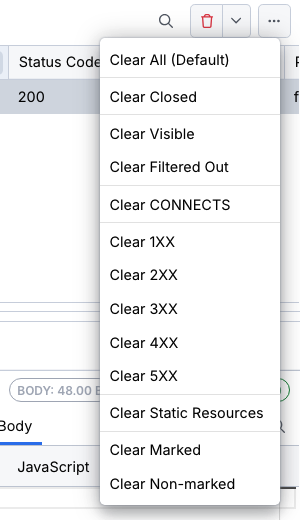 Status Code
200
Clear All (Default)
Clear Closed
Clear Visible
Clear Filtered Out
Clear CONNECTS
Clear 1XX
Clear 2XX
Clear 3XX
Clear 4XX
Clear 5XX
BODY: 48.00
Clear Static Resources
Body
Clear Marked
JavaScript
Clear Non-marked